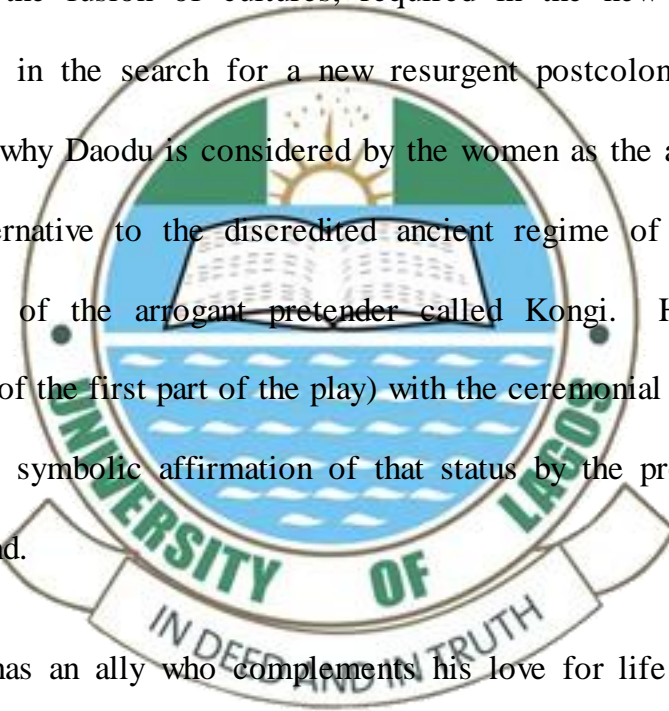 the fusion of cultures, required in the new
in the search for a new resurgent postcolon
why Daodu is considered by the women as the a
ernative to the discredited ancient regime of
of the arrogant pretender called Kongi. H
of the first part of the play) with the ceremonial
symbolic affirmation of that status by the pr
nd.
has an ally who complements his love for life
UNIVERSITY OF LAGOS
IN DEED AND IN TRUTH